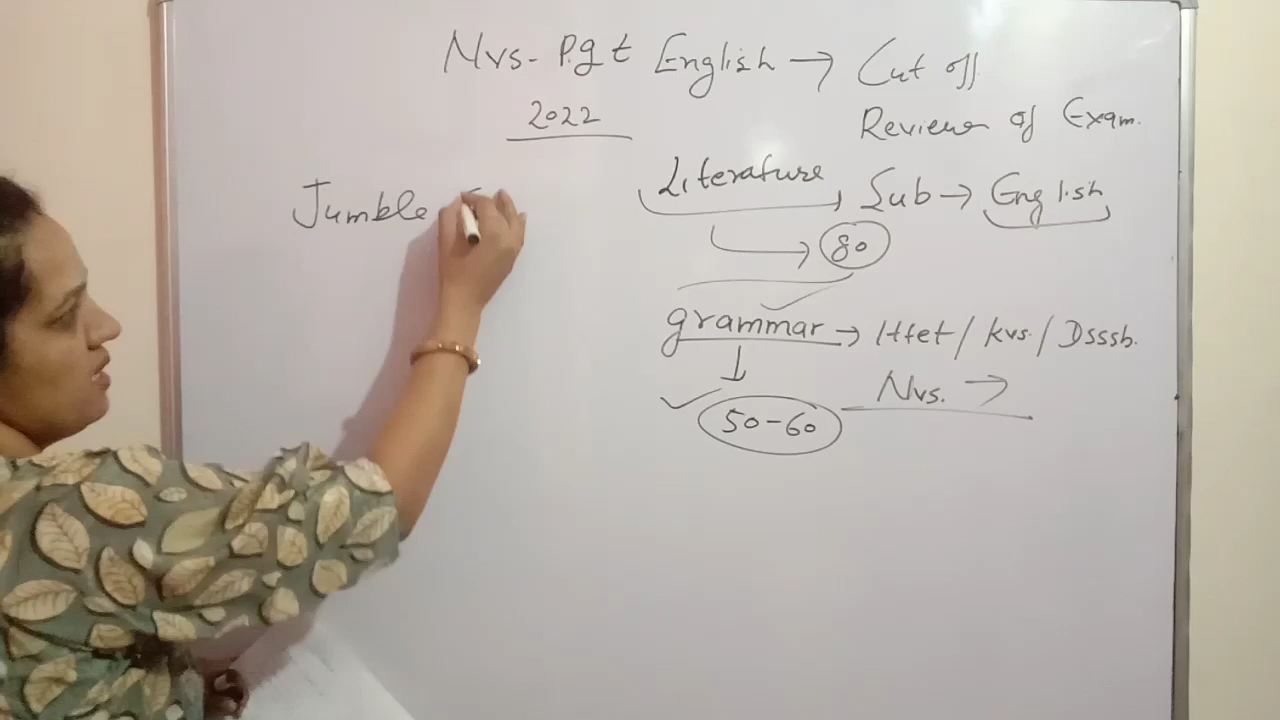 Nvs- P.g t English → Cut off
2022
Review of Exam.
Literature Sub → English
Jumble
80
grammar → Htet / kvs. / Dsssb.
Nvs. →
50-60